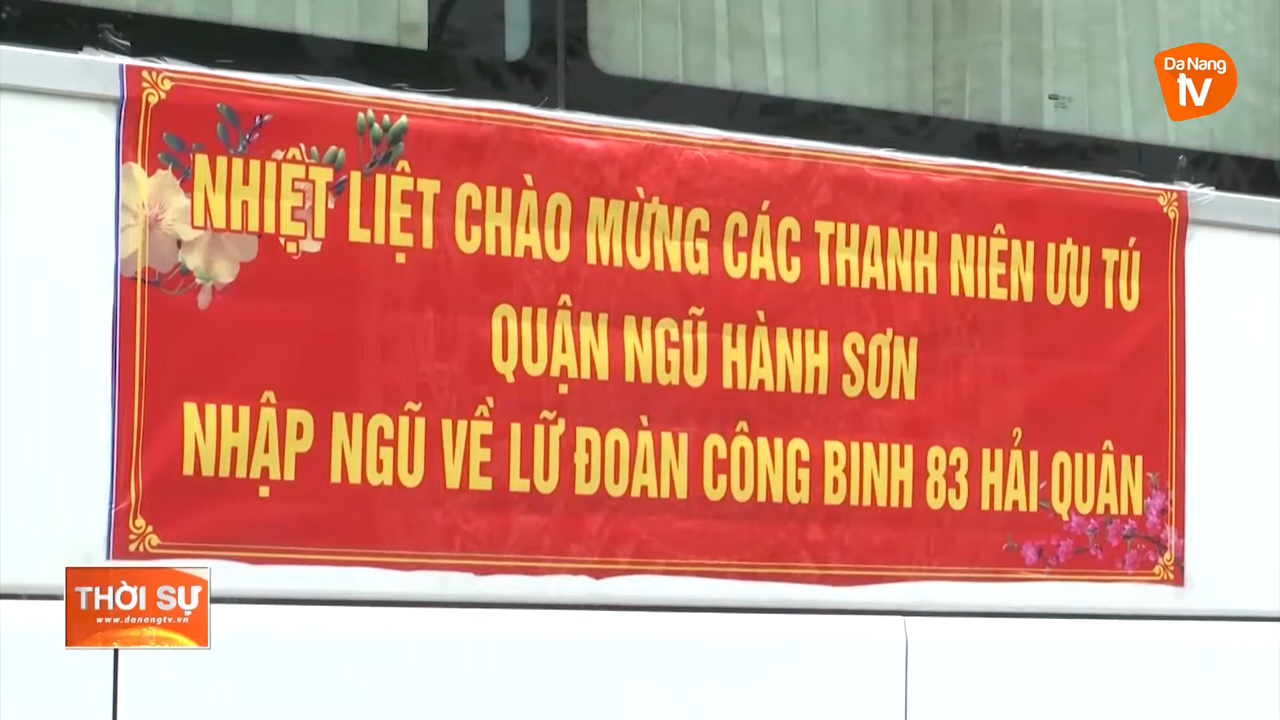 Da Nang
tv
NHIỆT LIỆT CHÀO MỪNG CÁC THANH NIÊN ƯU TÚ
QUẬN NGŨ HÀNH SƠN
NHẬP NGŨ VỀ LỮ ĐOÀN CÔNG BINH 83 HẢI QUÂN
THỜI SỰ
www.danangtv.vn